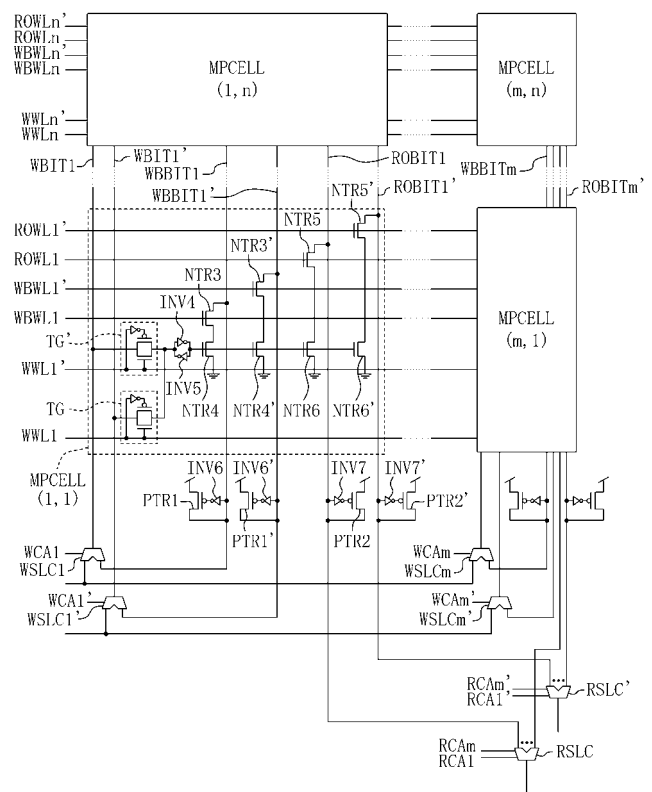 ROWLn'
ROWLn
WBWLn'
WBWLn
MPCELL
(1,n)
MPCELL
(m,n)
WWLn'
WWLn
WBIT1
WBIT1'
WBBIT1
WBBIT1'
ROBIT1
ROBIT1'
WBBITm
ROBITm'
NTR5'
ROWL1'
NTR5
ROWL1
NTR3'
WBWL1'
NTR3
INV4
WBWL1
TG'
MPCELL
(m,1)
WWL1'
INV5
NTR4
NTR4'
NTR6
NTR6'
TG
WWL1
MPCELL
(1,1)
INV6
INV6'
INV7
INV7'
PTR1
PTR1'
PTR2
PTR2'
WCA1
WSLC1
WCAm
WSLCm
WCA1'
WSLC1'
WCAm'
WSLCm'
RCAm'
RCA1'
RSLC'
RCAm
RCA1
RSLC